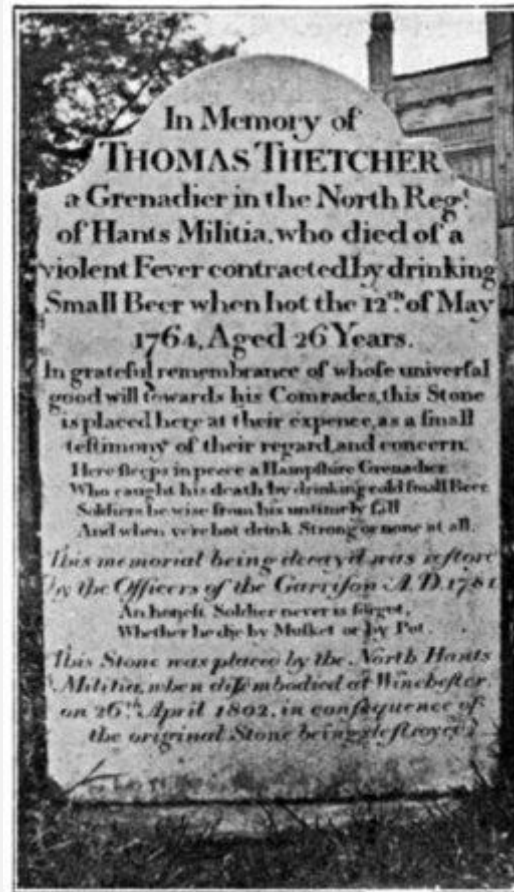 In Memory of
THOMAS THETCHER
a Grenadier in the North Regt.
of Hants Militia, who died of a
violent Fever contracted by drinking
Small Beer when hot the 12th. of May
1764, Aged 26 Years.
In grateful remembrance of whose univerſal
good will towards his Comrades, this Stone
is placed here at their expence, as a ſmall
teſtimony of their regard, and concern.
Here ſleeps in peace a Hampſhire Grenadier
Who caught his death by drinking cold ſmall Beer
Soldiers be wise from his untimely fall
And when ye're hot drink Strong or none at all.
This memorial being decay'd was reſtor'd
by the Officers of the Garriſon A.D. 1781
An honeſt Soldier never is forgot,
Whether he die by Muſket or by Pot.
This Stone was placed by the North Hants
Militia, when diſembodied at Wincheſter
on 26th. April 1802, in conſequence of
the original Stone being deſtroyed